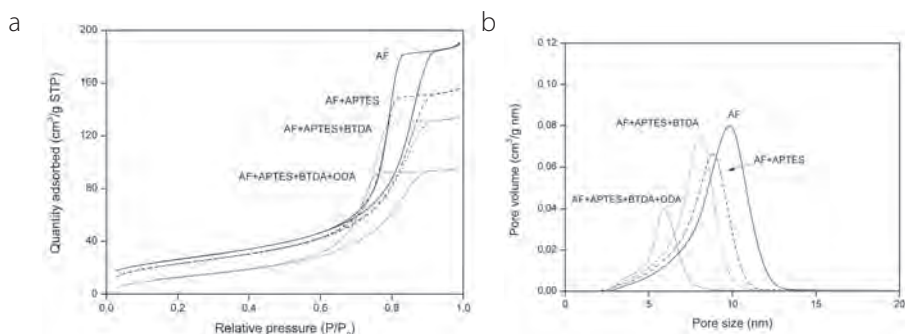 a
200
160
120
80
40
0
0,0
0,2
0,4
0,6
0,8
1,0
Quantity adsorbed (cm³/g STP)
Relative pressure (P/P₀)
AF
AF+APTES
AF+APTES+BTDA
AF+APTES+BTDA+ODA
b
0,12
0,10
0,08
0,06
0,04
0,02
0,00
0
5
10
15
20
Pore volume (cm³/g nm)
Pore size (nm)
AF+APTES+BTDA
AF
AF+APTES
AF+APTES+BTDA+ODA